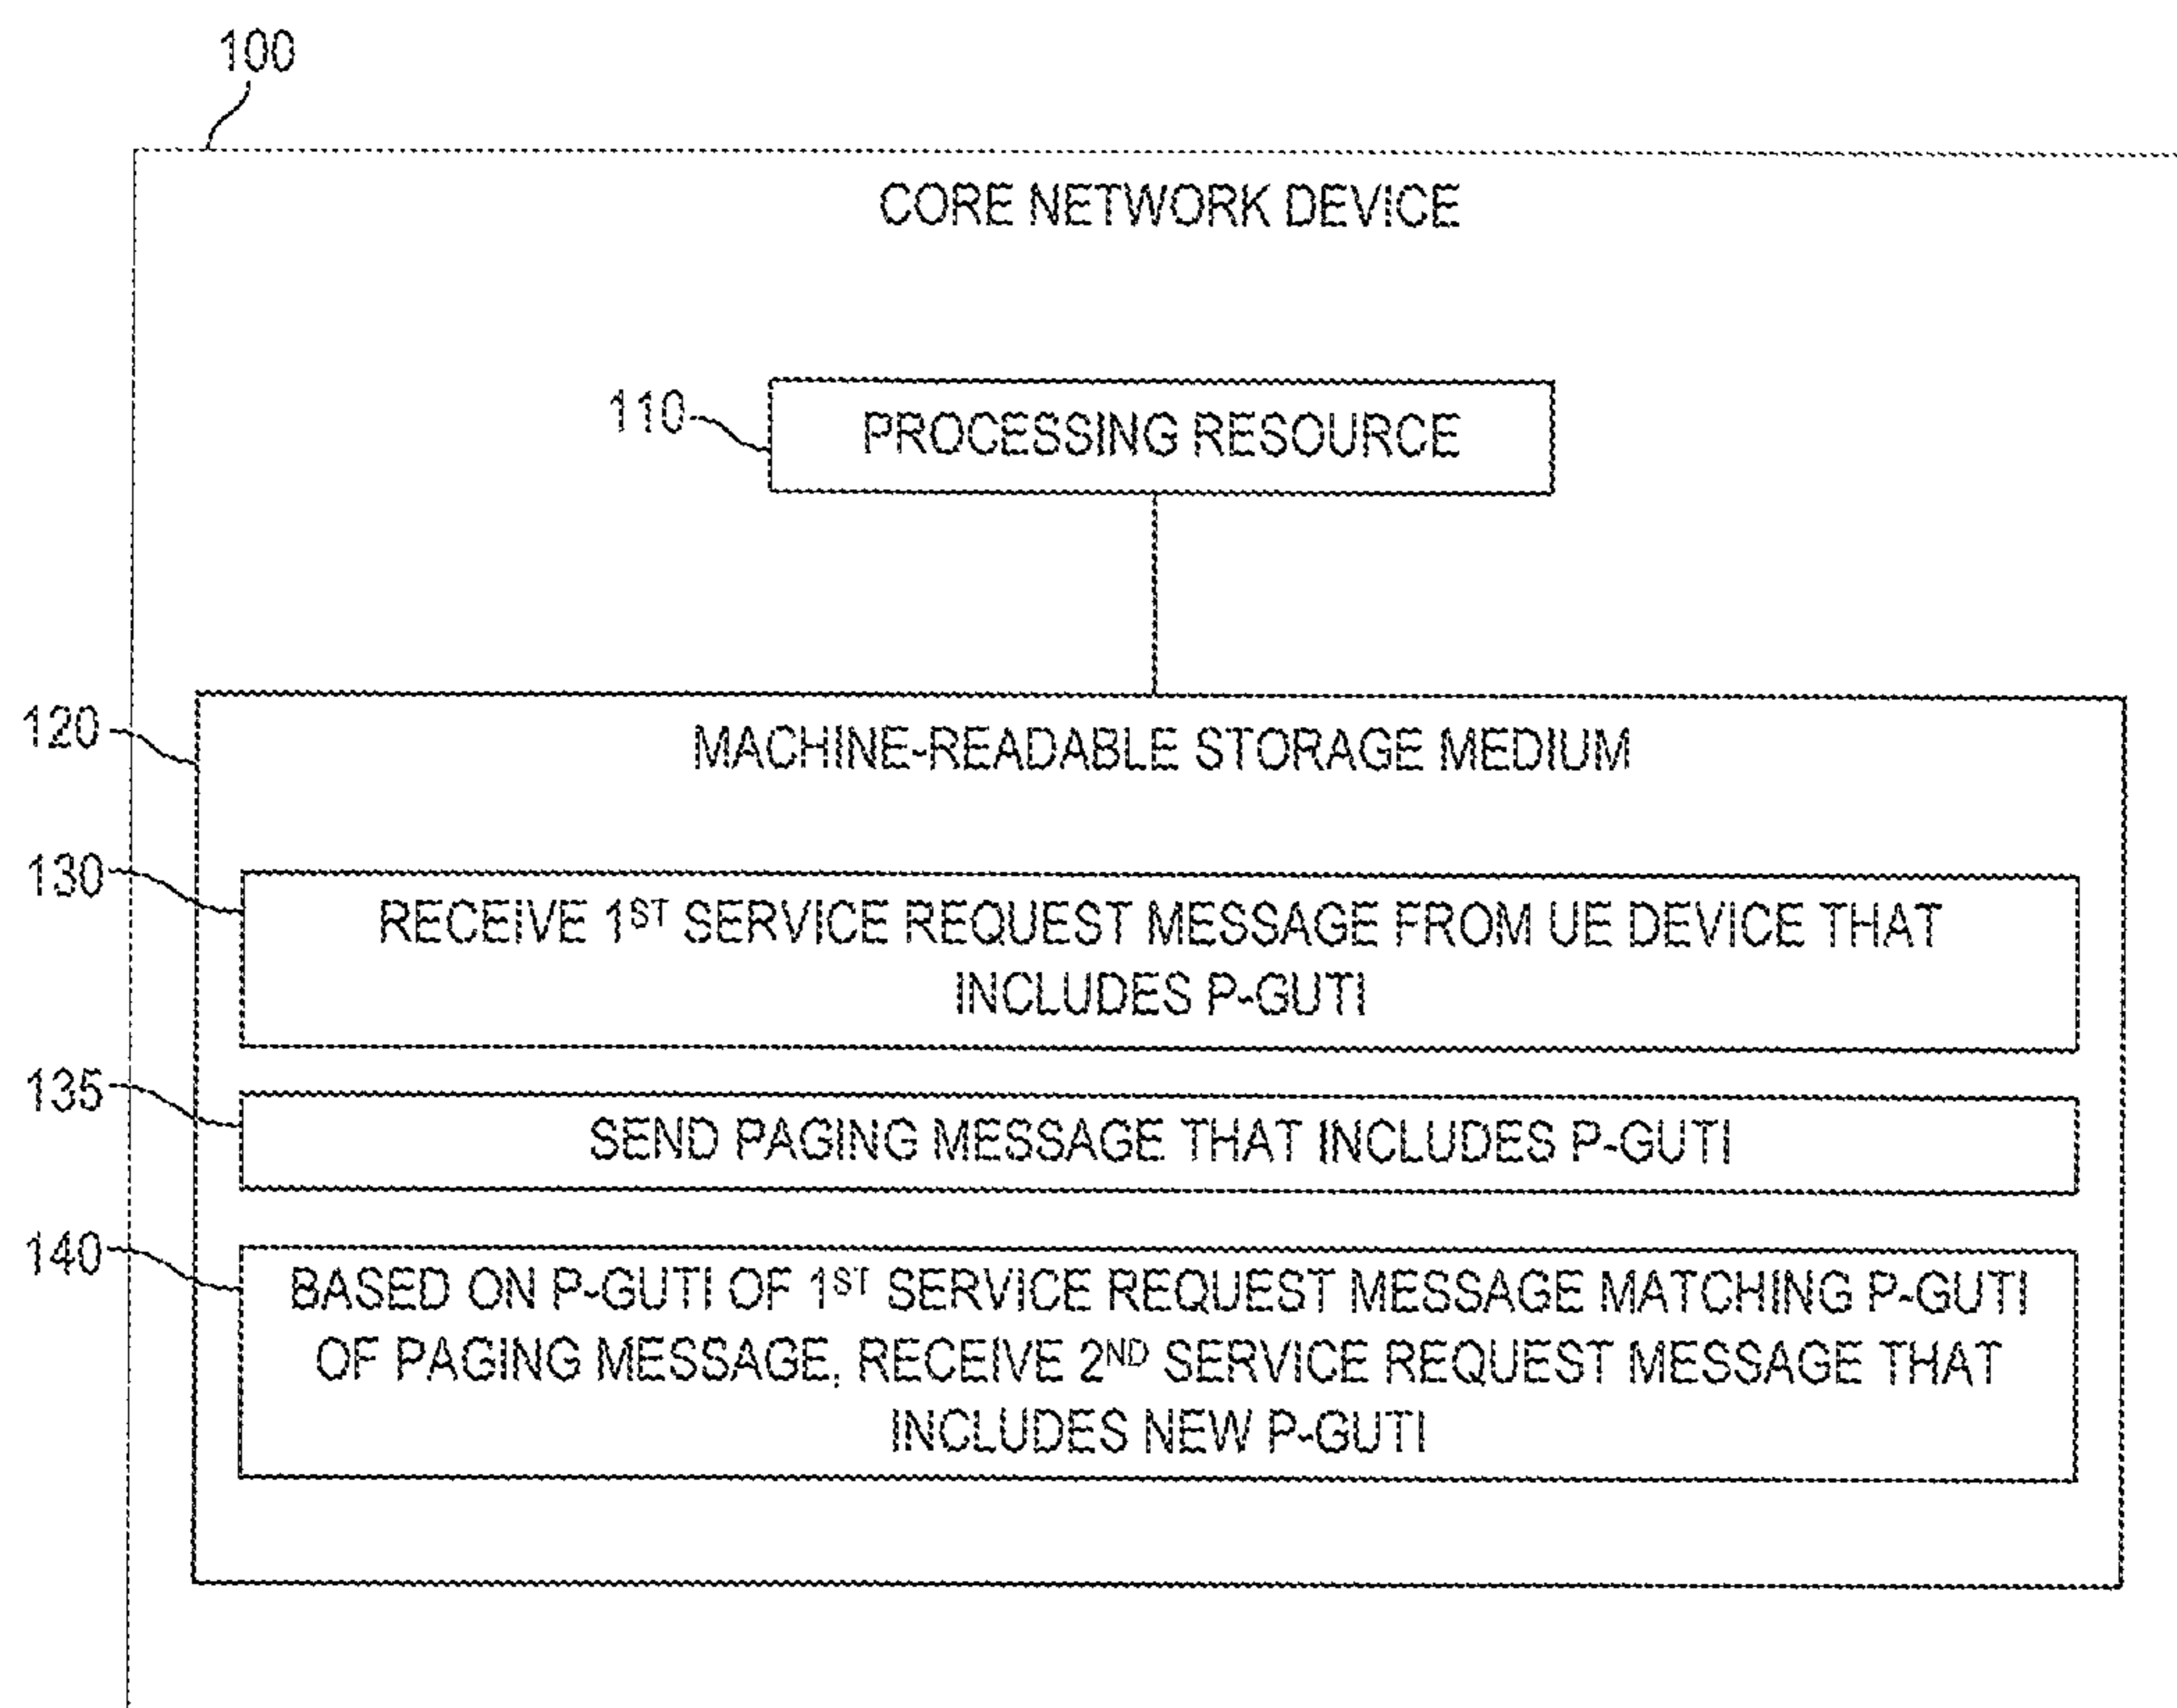 100
CORE NETWORK DEVICE
110
PROCESSING RESOURCE
120
MACHINE-READABLE STORAGE MEDIUM
130
RECEIVE 1ST SERVICE REQUEST MESSAGE FROM UE DEVICE THAT
INCLUDES P-GUTI
135
SEND PAGING MESSAGE THAT INCLUDES P-GUTI
140
BASED ON P-GUTI OF 1ST SERVICE REQUEST MESSAGE MATCHING P-GUTI
OF PAGING MESSAGE, RECEIVE 2ND SERVICE REQUEST MESSAGE THAT
INCLUDES NEW P-GUTI